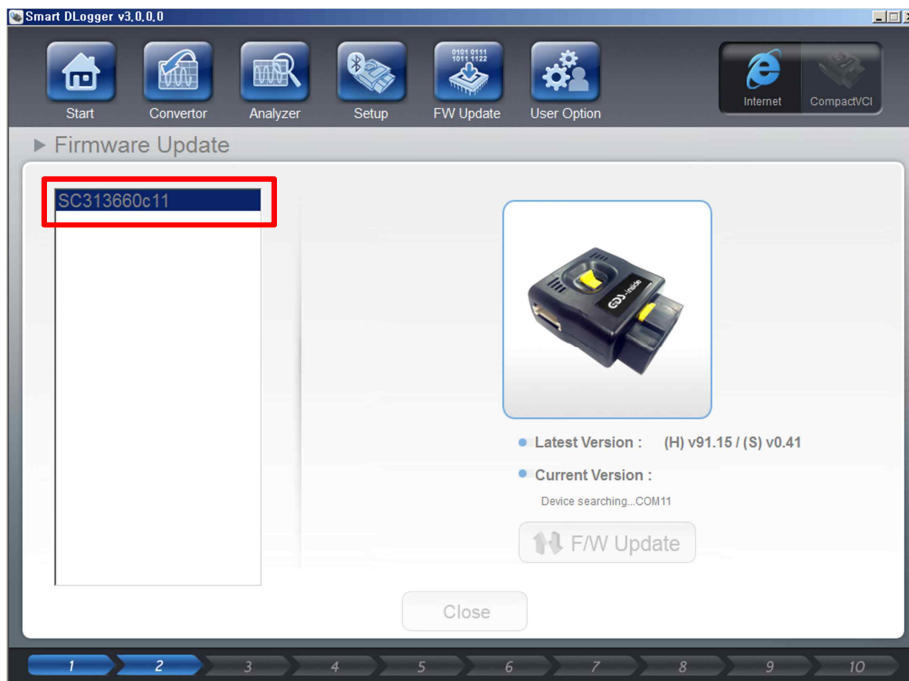 Smart DLogger v3,0,0,0
0101 0111
1011 1122
Start
Convertor
Analyzer
Setup
FW Update
User Option
Internet
CompactVCI
Firmware Update
SC313660c11
GDS-inside
Latest Version : (H) v91.15 / (S) v0.41
Current Version :
Device searching...COM11
F/W Update
Close
1 2 3 4 5 6 7 8 9 10